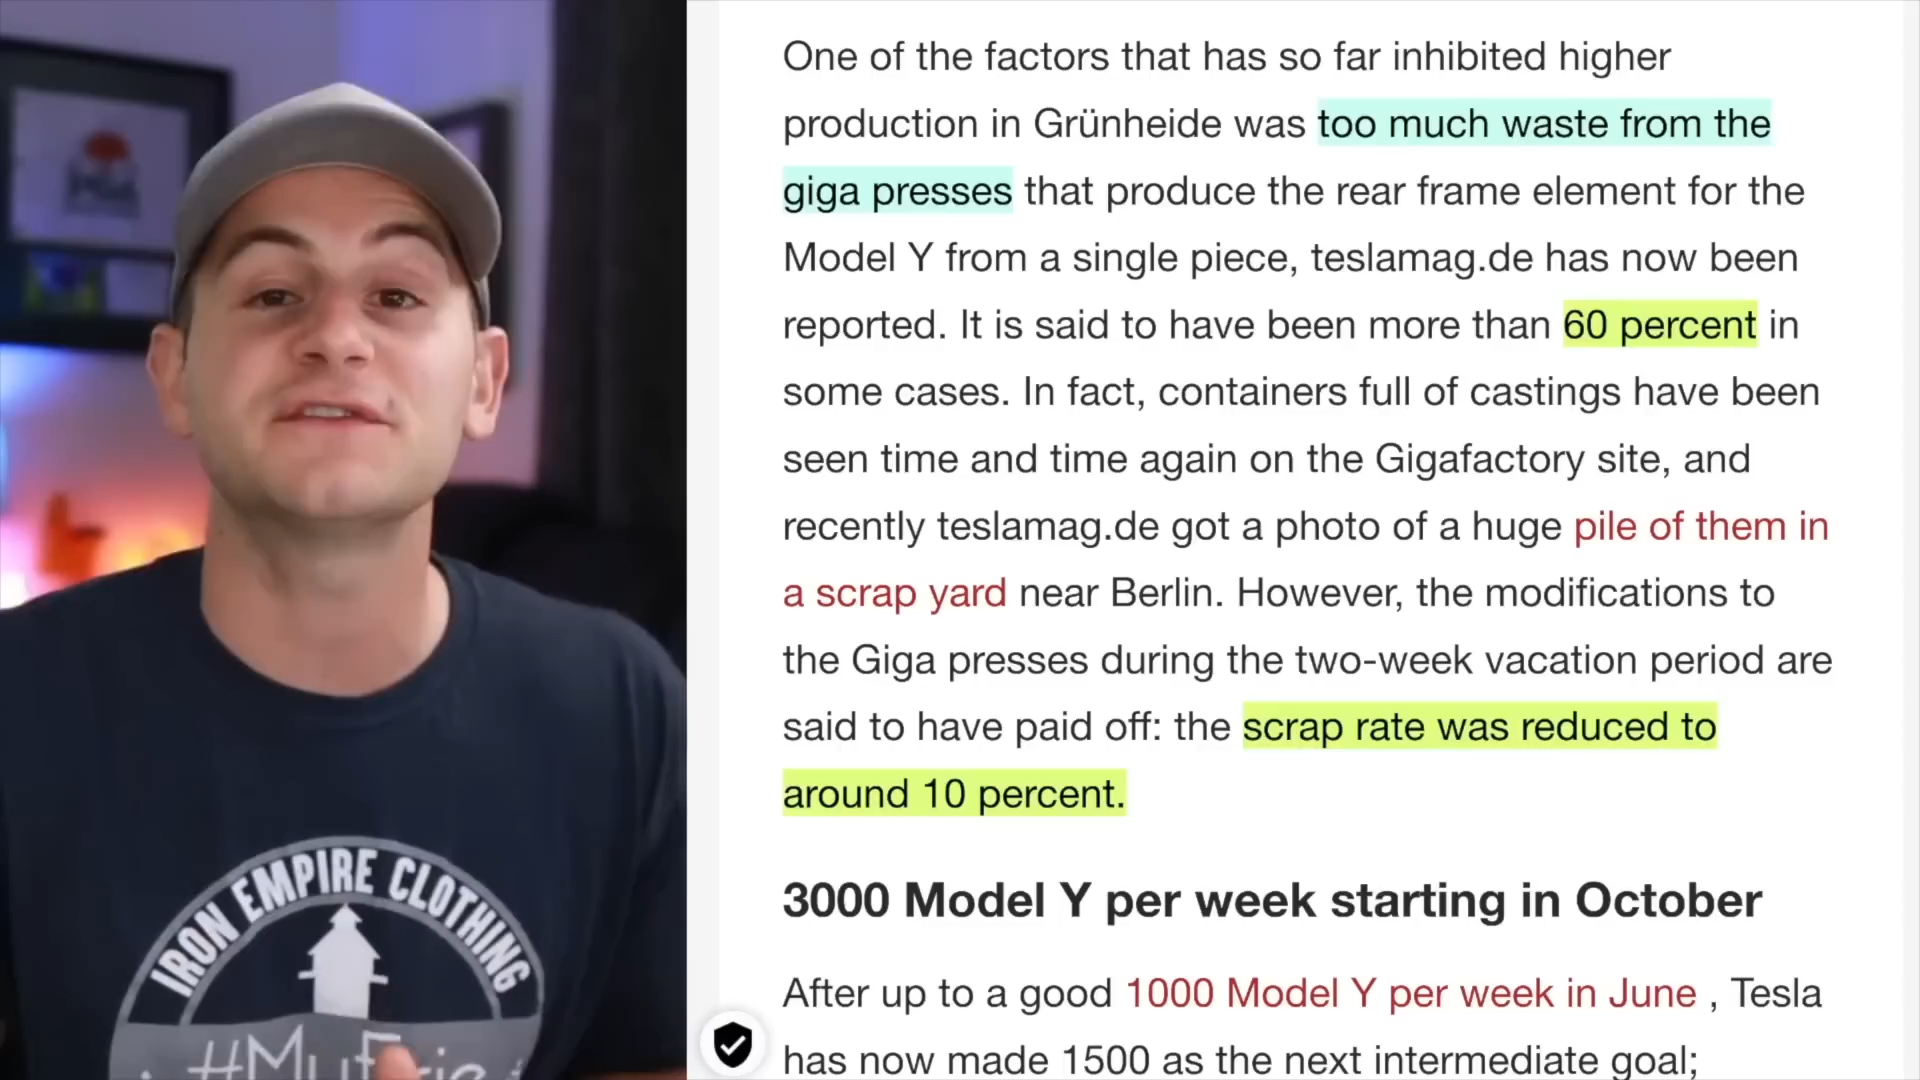 One of the factors that has so far inhibited higher
production in Grünheide was too much waste from the
giga presses that produce the rear frame element for the
Model Y from a single piece, teslamag.de has now been
reported. It is said to have been more than 60 percent in
some cases. In fact, containers full of castings have been
seen time and time again on the Gigafactory site, and
recently teslamag.de got a photo of a huge pile of them in
a scrap yard near Berlin. However, the modifications to
the Giga presses during the two-week vacation period are
said to have paid off: the scrap rate was reduced to
around 10 percent.
3000 Model Y per week starting in October
After up to a good 1000 Model Y per week in June , Tesla
has now made 1500 as the next intermediate goal;
IRON EMPIRE CLOTHING